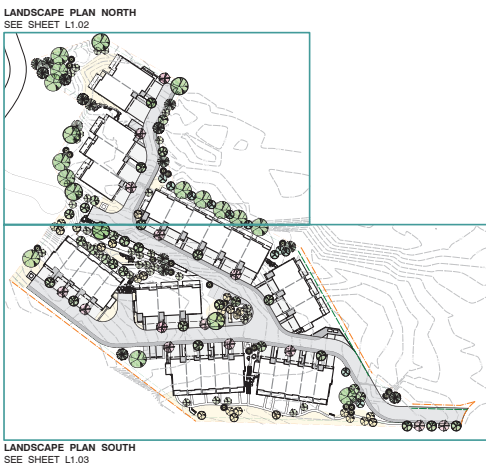 LANDSCAPE PLAN NORTH
SEE SHEET L1.02
LANDSCAPE PLAN SOUTH
SEE SHEET L1.03